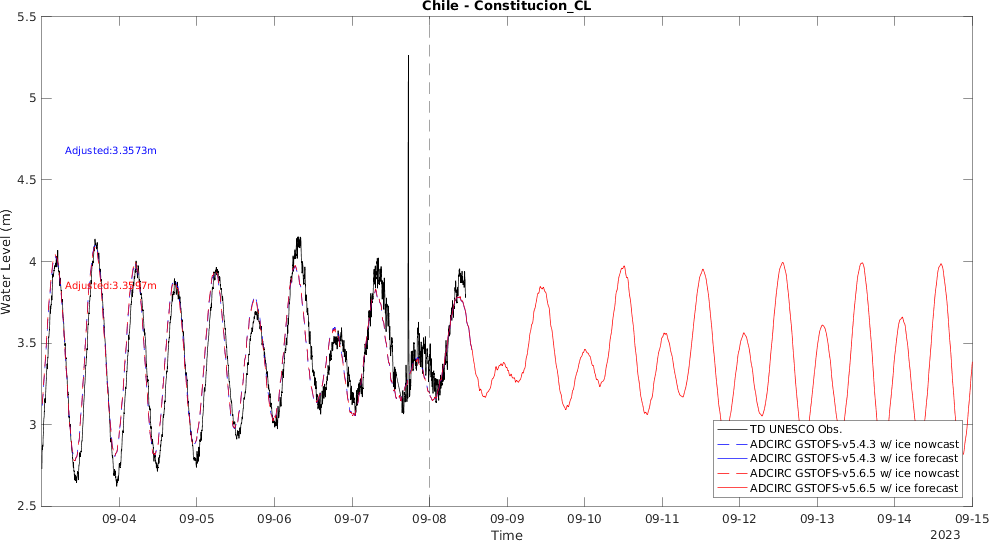 Chile - Constitucion_CL
5.5
5
4.5
4
3.5
3
2.5
Water Level (m)
Adjusted:3.3573m
Adjusted:3.3597m
TD UNESCO Obs.
ADCIRC GSTOFS-v5.4.3 w/ ice nowcast
ADCIRC GSTOFS-v5.4.3 w/ ice forecast
ADCIRC GSTOFS-v5.6.5 w/ ice nowcast
ADCIRC GSTOFS-v5.6.5 w/ ice forecast
09-04 09-05 09-06 09-07 09-08 09-09 09-10 09-11 09-12 09-13 09-14 09-15
Time
2023